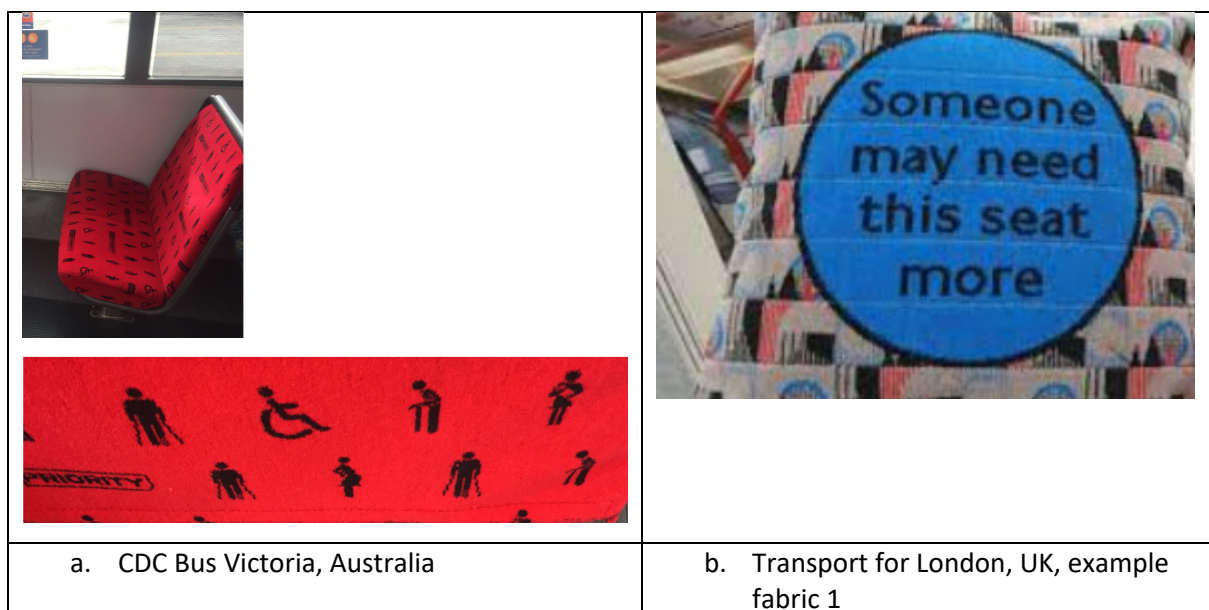 PRIORITY
Someone
may need
this seat
more
a. CDC Bus Victoria, Australia
b. Transport for London, UK, example
fabric 1